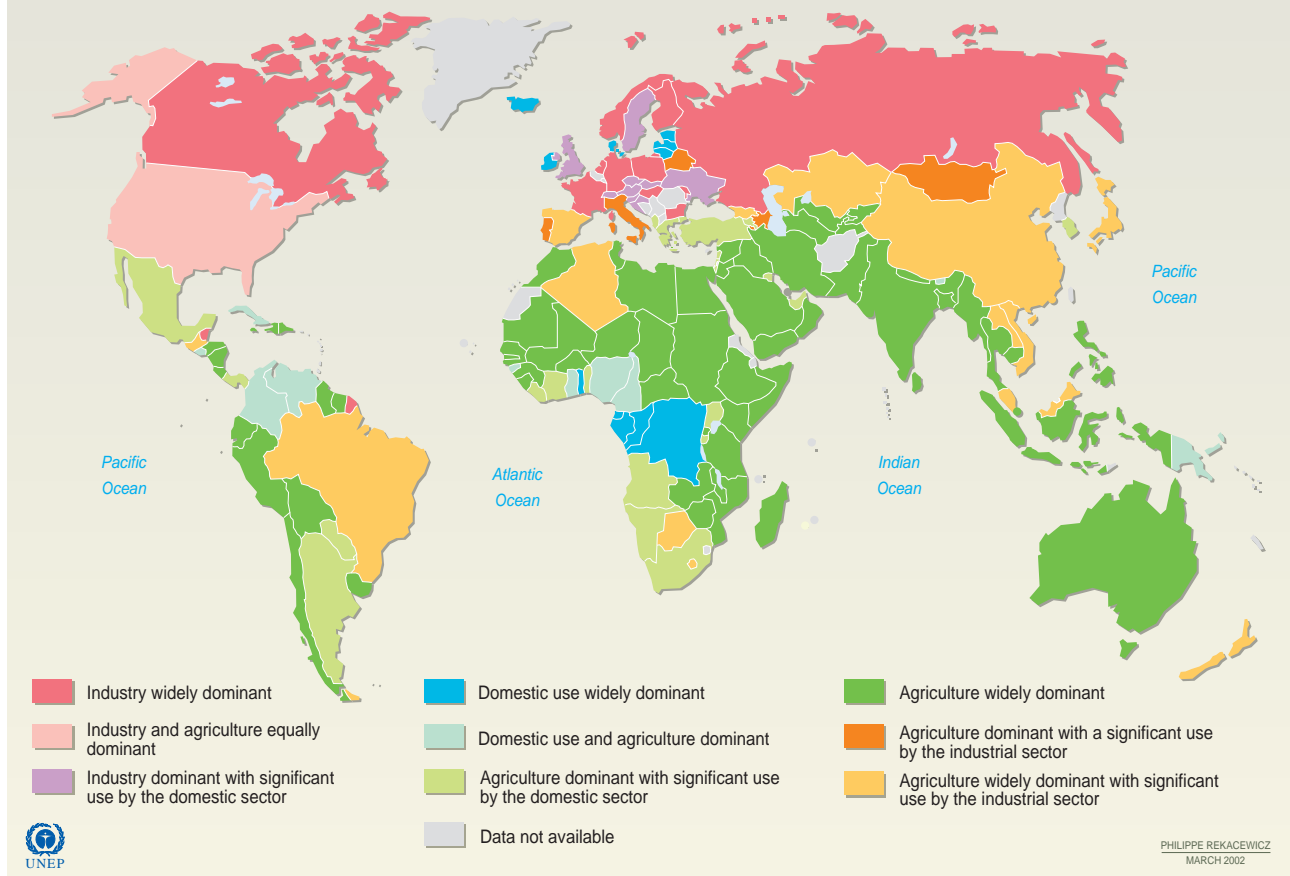 Pacific
Ocean
Pacific
Ocean
Atlantic
Ocean
Indian
Ocean
Industry widely dominant
Industry and agriculture equally
dominant
Industry dominant with significant
use by the domestic sector
Domestic use widely dominant
Domestic use and agriculture dominant
Agriculture dominant with significant use
by the domestic sector
Data not available
Agriculture widely dominant
Agriculture dominant with a significant use
by the industrial sector
Agriculture widely dominant with significant
use by the industrial sector
UNEP
PHILIPPE REKACEWICZ
MARCH 2002